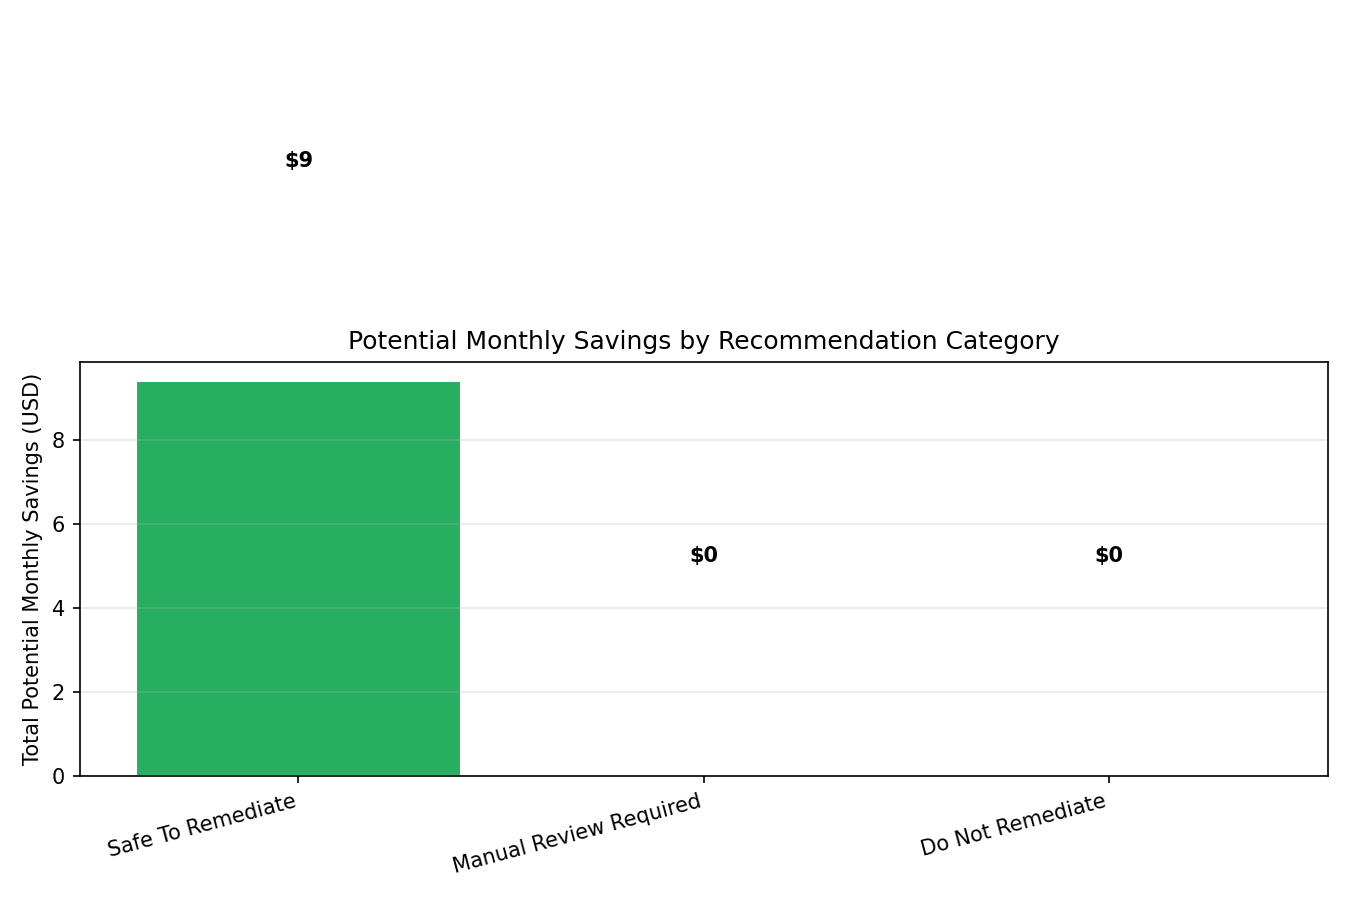 $9
Potential Monthly Savings by Recommendation Category
Total Potential Monthly Savings (USD)
8
6
4
2
0
$0
$0
Safe To Remediate
Manual Review Required
Do Not Remediate